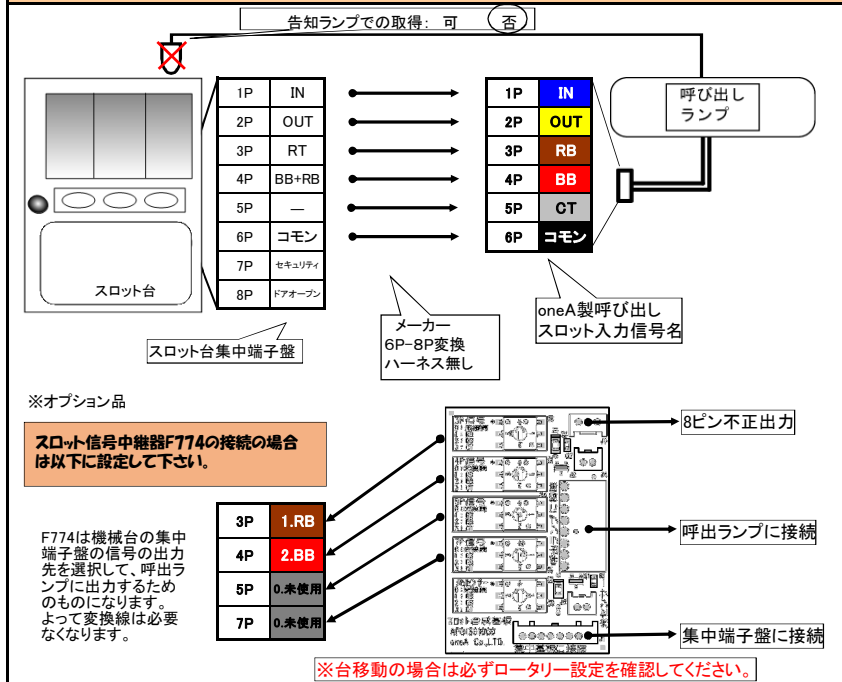 告知ランプでの取得: 可 否
呼び出し
ランプ
1P IN
2P OUT
3P RT
4P BB+RB
5P —
6P コモン
7P セキュリティ
8P ドアオープン
1P IN
2P OUT
3P RB
4P BB
5P CT
6P コモン
スロット台
スロット台集中端子盤
メーカー
6P-8P変換
ハーネス無し
oneA製呼び出し
スロット入力信号名
※オプション品
スロット信号中継器F774の接続の場合
は以下に設定して下さい。
F774は機械台の集中
端子盤の信号の出力
先を選択して、呼出ラ
ンプに出力するため
のものになります。
よって変換線は必要
なくなります。
3P 1.RB
4P 2.BB
5P 0.未使用
7P 0.未使用
8ピン不正出力
呼出ランプに接続
集中端子盤に接続
oneA Co.,LTD.
※台移動の場合は必ずロータリー設定を確認してください。